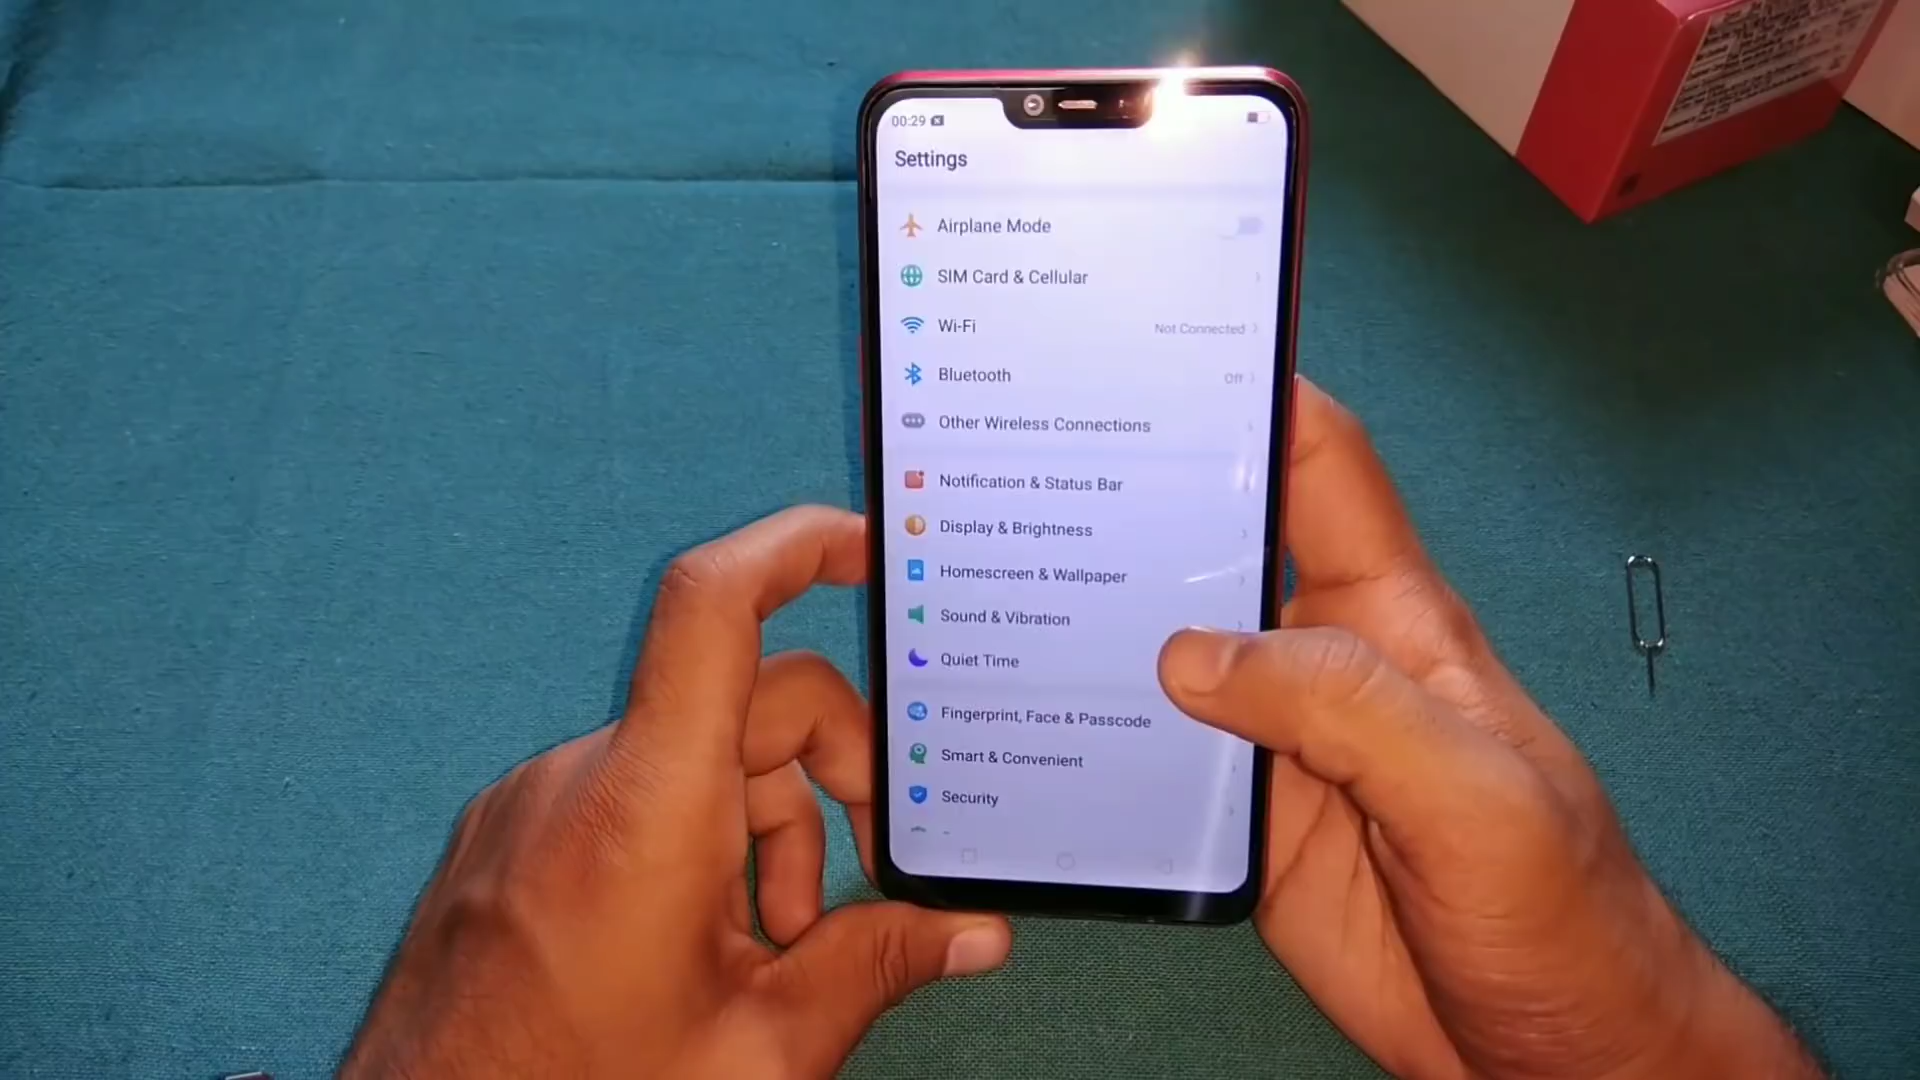 00:29
Settings
Airplane Mode
SIM Card & Cellular
Wi-Fi
Not Connected
Bluetooth
Off
Other Wireless Connections
Notification & Status Bar
Display & Brightness
Homescreen & Wallpaper
Sound & Vibration
Quiet Time
Fingerprint, Face & Passcode
Smart & Convenient
Security